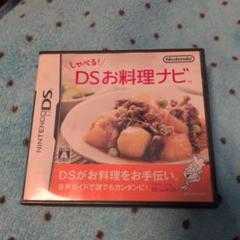 Nintendo
しゃべる!
DSお料理ナビ
NINTENDO DS
DSがお料理をお手伝い。
音声ガイドで誰でもカンタンに!
A